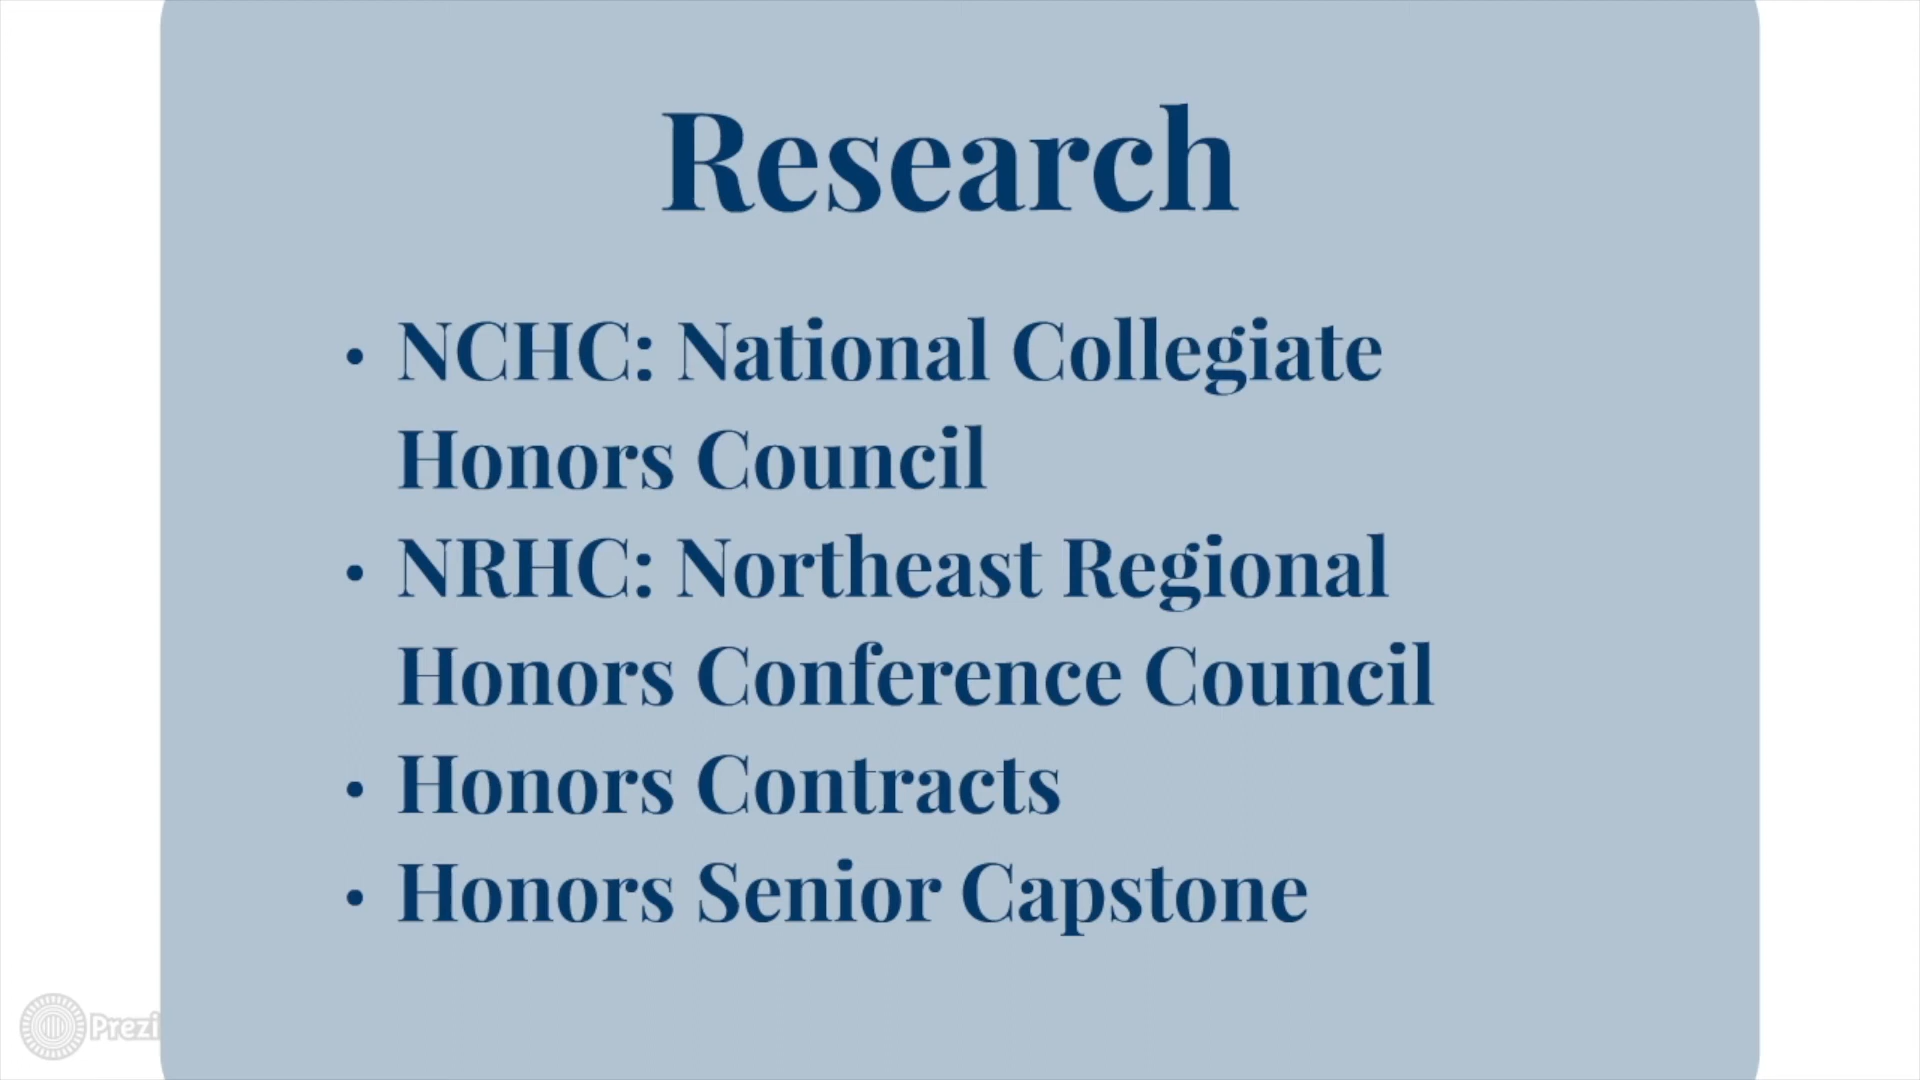 Research
• NCHC: National Collegiate
Honors Council
• NRHC: Northeast Regional
Honors Conference Council
• Honors Contracts
• Honors Senior Capstone
Prezi